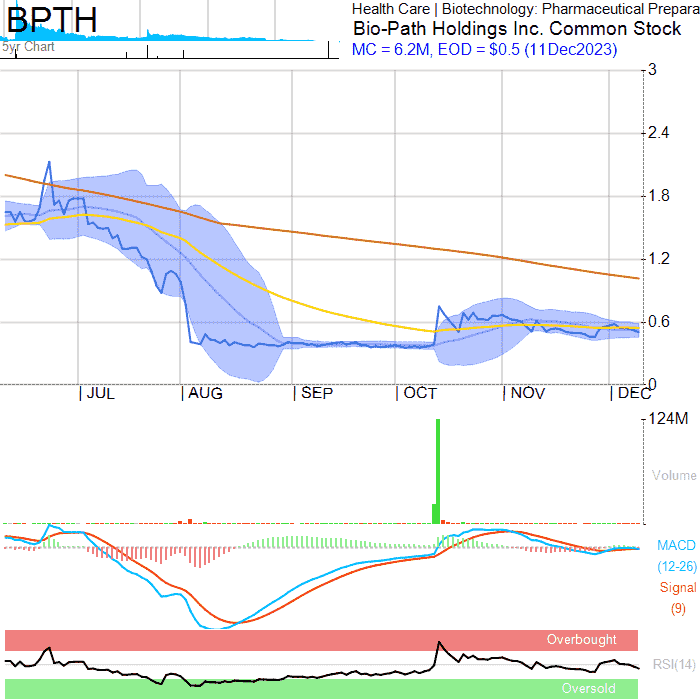 BPTH
5yr Chart
Health Care | Biotechnology: Pharmaceutical Prepara
Bio-Path Holdings Inc. Common Stock
MC = 6.2M, EOD = $0.5 (11Dec2023)
3
2.4
1.8
1.2
0.6
0
JUL
AUG
SEP
OCT
NOV
DEC
124M
Volume
MACD
(12-26)
Signal
(9)
Overbought
RSI(14)
Oversold